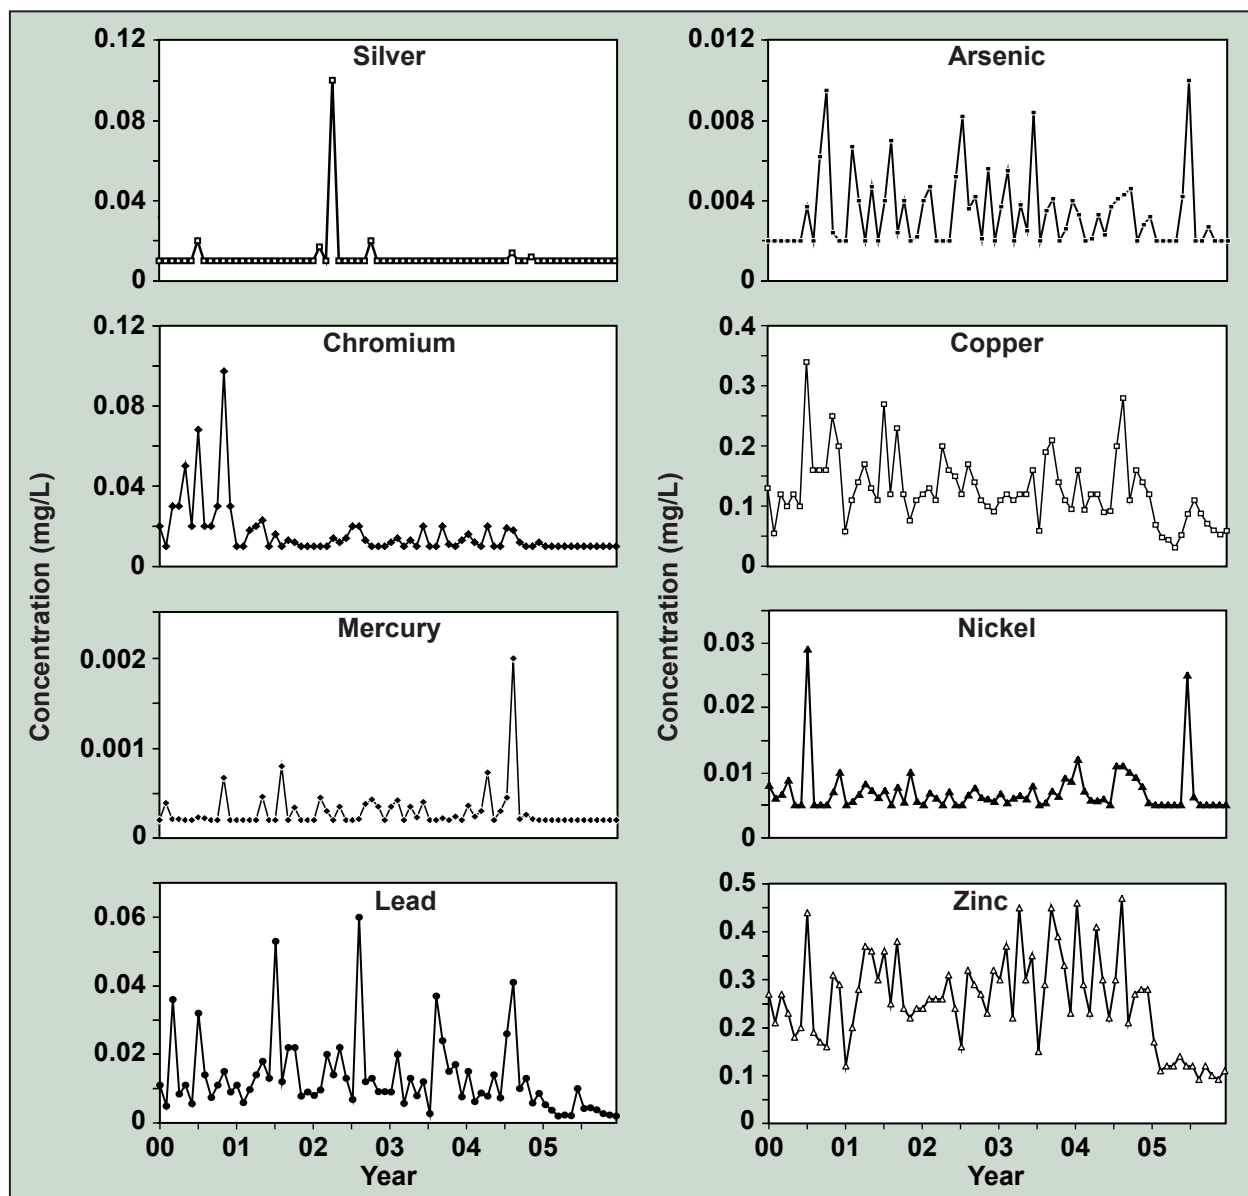 Silver
0.12
0.08
0.04
0
Arsenic
0.012
0.008
0.004
0
Chromium
0.12
0.08
0.04
0
Copper
0.4
0.3
0.2
0.1
0
Mercury
0.002
0.001
0
Nickel
0.03
0.01
0.01
0
Lead
0.06
0.04
0.02
0
00 01 02 03 04 05
Year
Zinc
0.5
0.4
0.3
0.2
0.1
0
00 01 02 03 04 05
Year
Concentration (mg/L)
Concentration (mg/L)